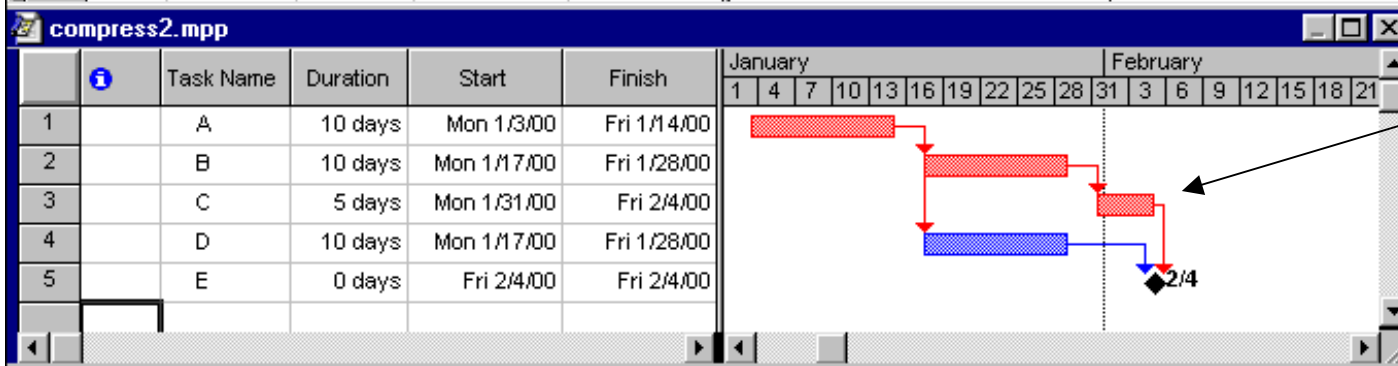 compress2.mpp
Task Name Duration Start Finish January February
1 4 7 10 13 16 19 22 25 28 31 3 6 9 12 15 18 21
1 A 10 days Mon 1/3/00 Fri 1/14/00
2 B 10 days Mon 1/17/00 Fri 1/28/00
3 C 5 days Mon 1/31/00 Fri 2/4/00
4 D 10 days Mon 1/17/00 Fri 1/28/00
5 E 0 days Fri 2/4/00 Fri 2/4/00 2/4